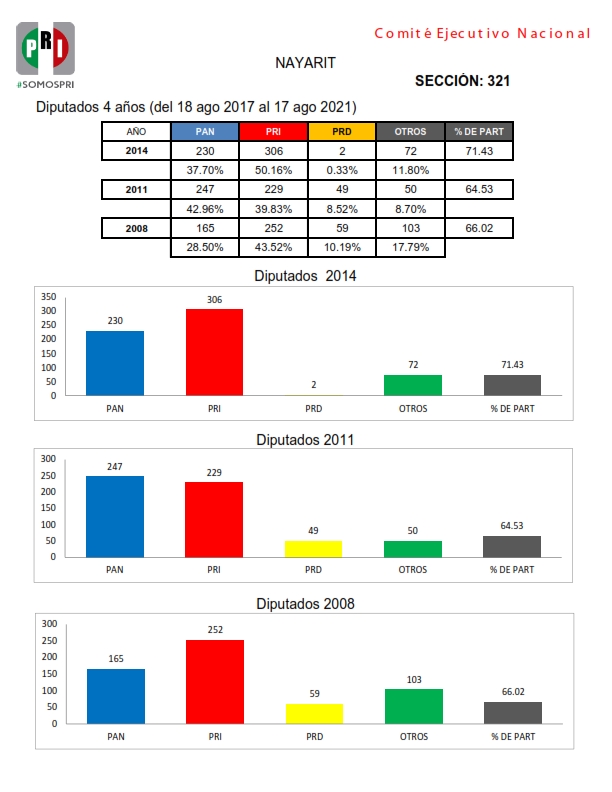 Comité Ejecutivo Nacional
PRI
#SOMOSPRI
NAYARIT
SECCIÓN: 321
Diputados 4 años (del 18 ago 2017 al 17 ago 2021)
AÑO PAN PRI PRD OTROS % DE PART
2014 230 306 2 72 71.43
37.70% 50.16% 0.33% 11.80%
2011 247 229 49 50 64.53
42.96% 39.83% 8.52% 8.70%
2008 165 252 59 103 66.02
28.50% 43.52% 10.19% 17.79%
Diputados 2014
350
300
250
200
150
100
50
0
230 306 2 72 71.43
PAN PRI PRD OTROS % DE PART
Diputados 2011
300
250
200
150
100
50
0
247 229 49 50 64.53
PAN PRI PRD OTROS % DE PART
Diputados 2008
300
250
200
150
100
50
0
165 252 59 103 66.02
PAN PRI PRD OTROS % DE PART